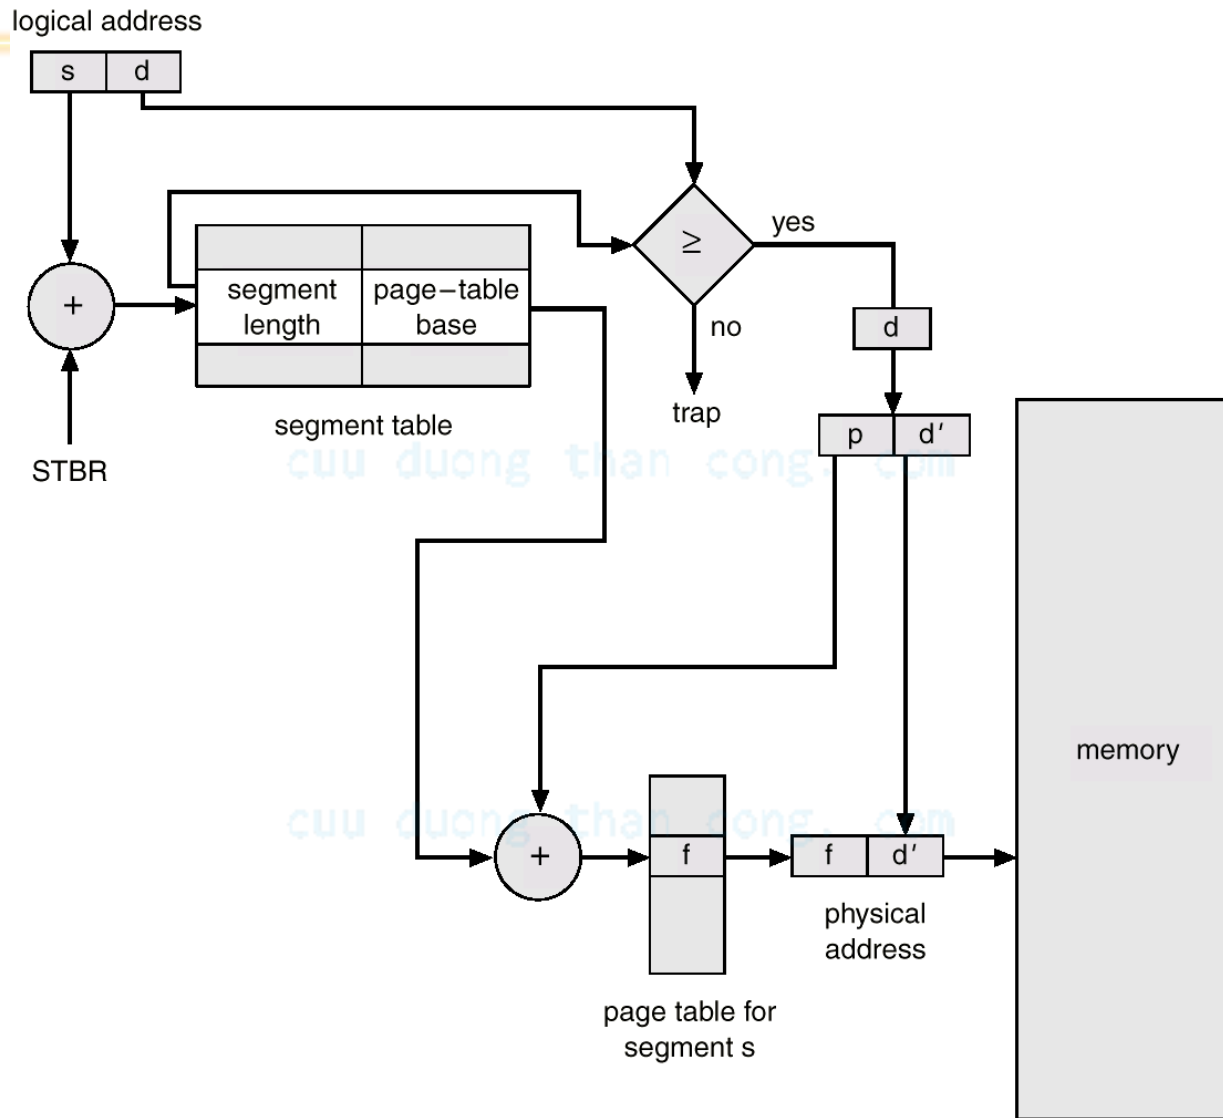 logical address
s d
≥
yes
segment length
page–table base
+
no
d
trap
segment table
p d′
cuu duong than cong. com
STBR
memory
cuu duong than cong. com
+
f
f d′
physical
address
page table for
segment s